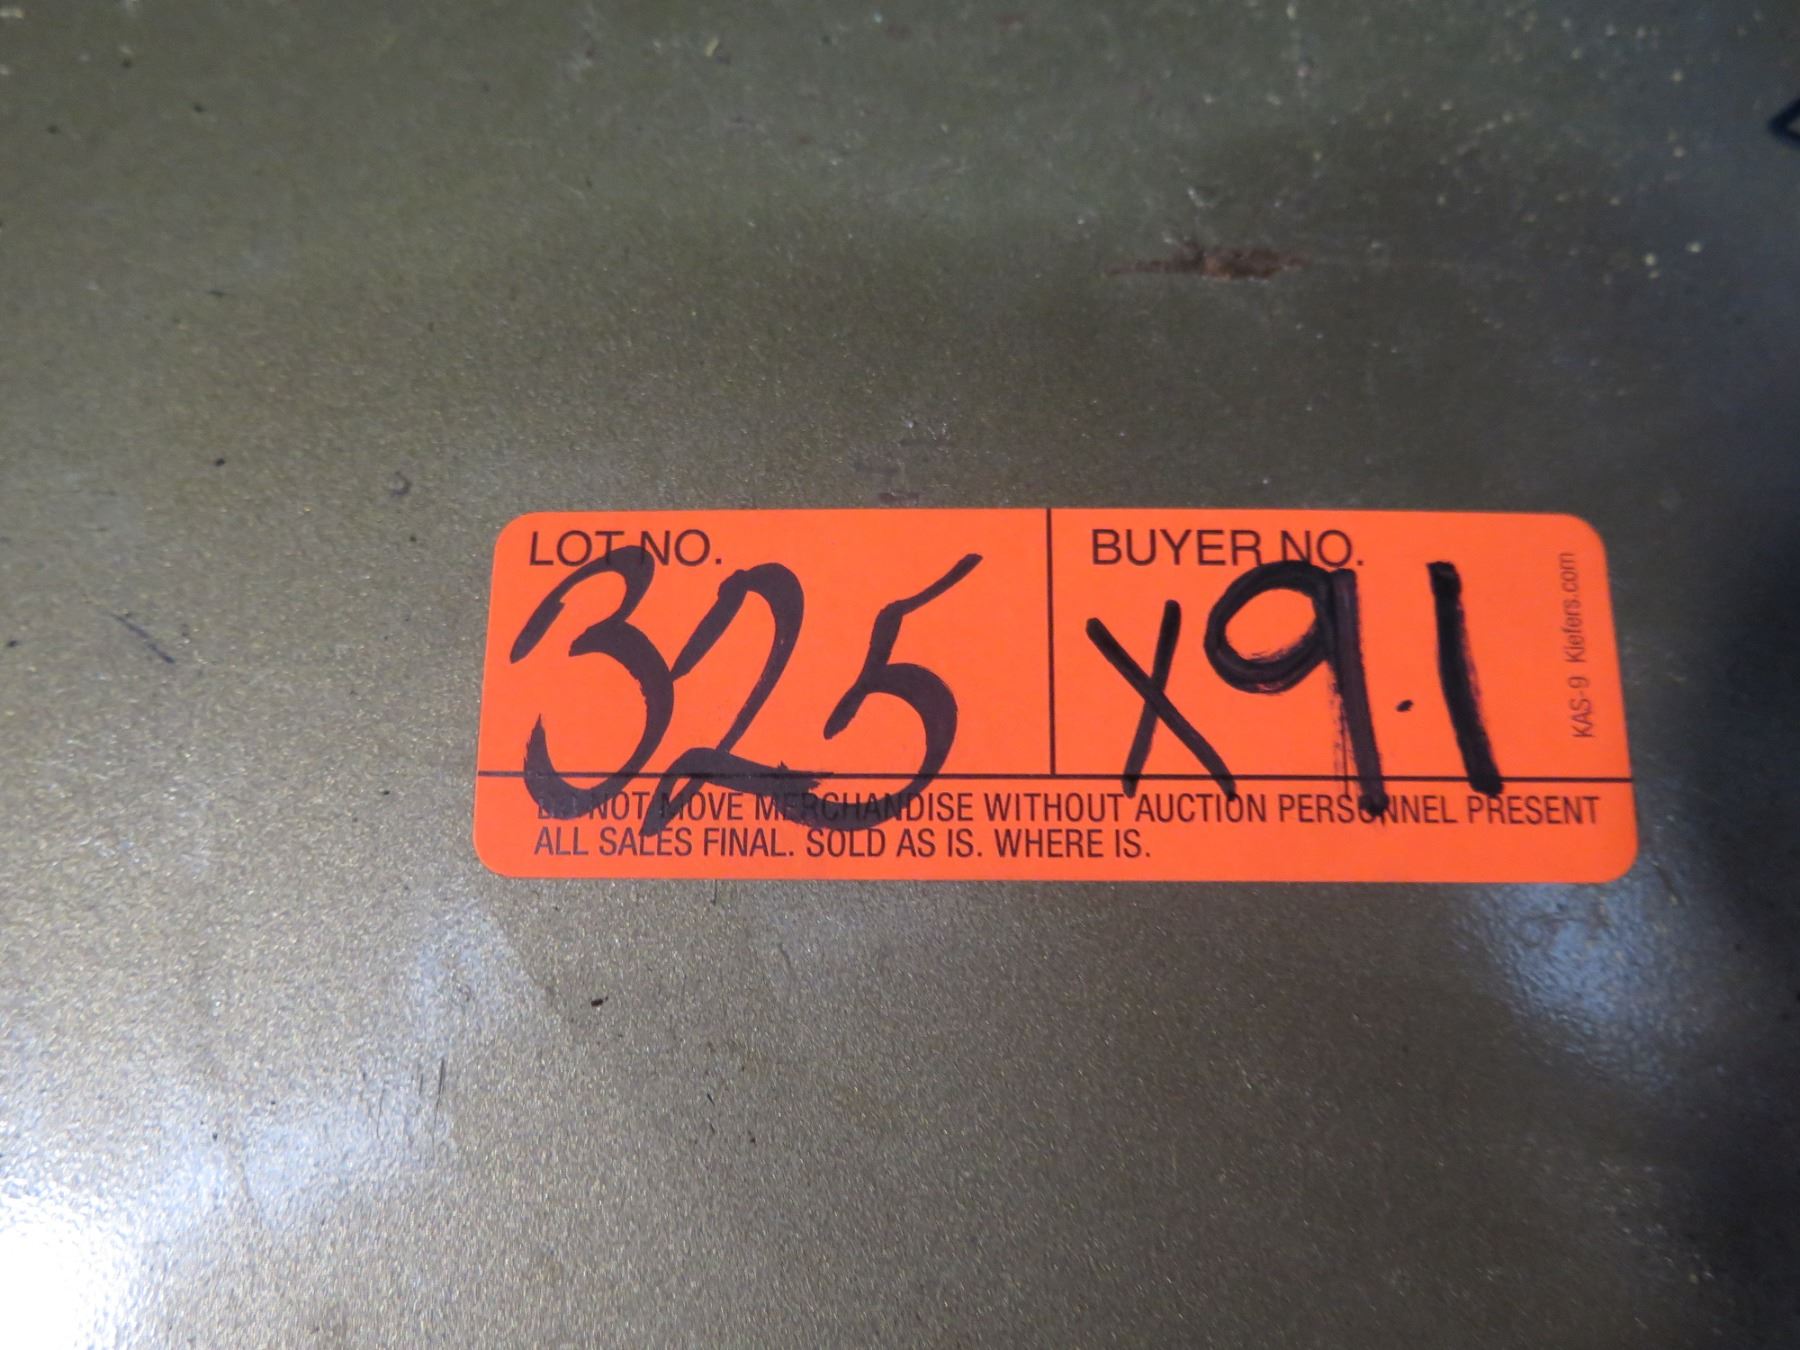 LOT NO. BUYER NO.
325 x9.1
DO NOT MOVE MERCHANDISE WITHOUT AUCTION PERSONNEL PRESENT
ALL SALES FINAL. SOLD AS IS. WHERE IS.
KAS-9 Kiefers.com